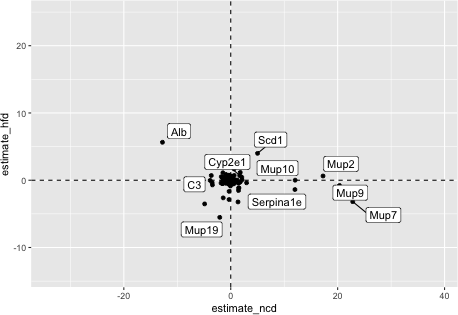 estimate_hfd
20
10
0
-10
Alb
Scd1
Cyp2e1
Mup10
Mup2
C3
Serpina1e
Mup9
Mup7
Mup19
-20
0
20
40
estimate_ncd